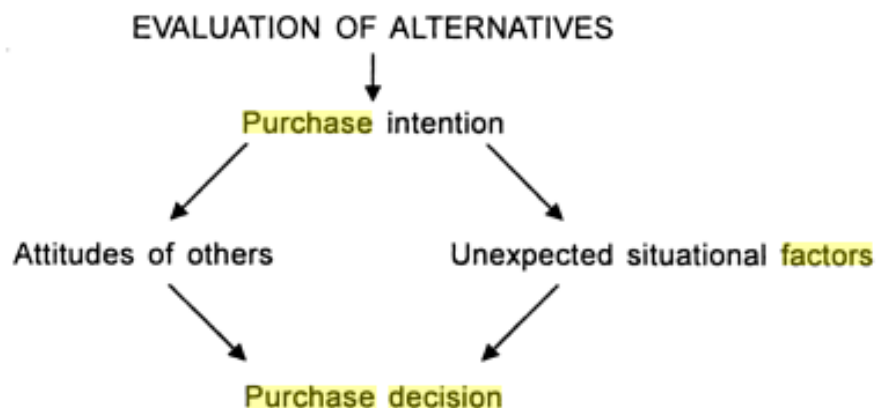 EVALUATION OF ALTERNATIVES
Purchase intention
Attitudes of others
Unexpected situational factors
Purchase decision